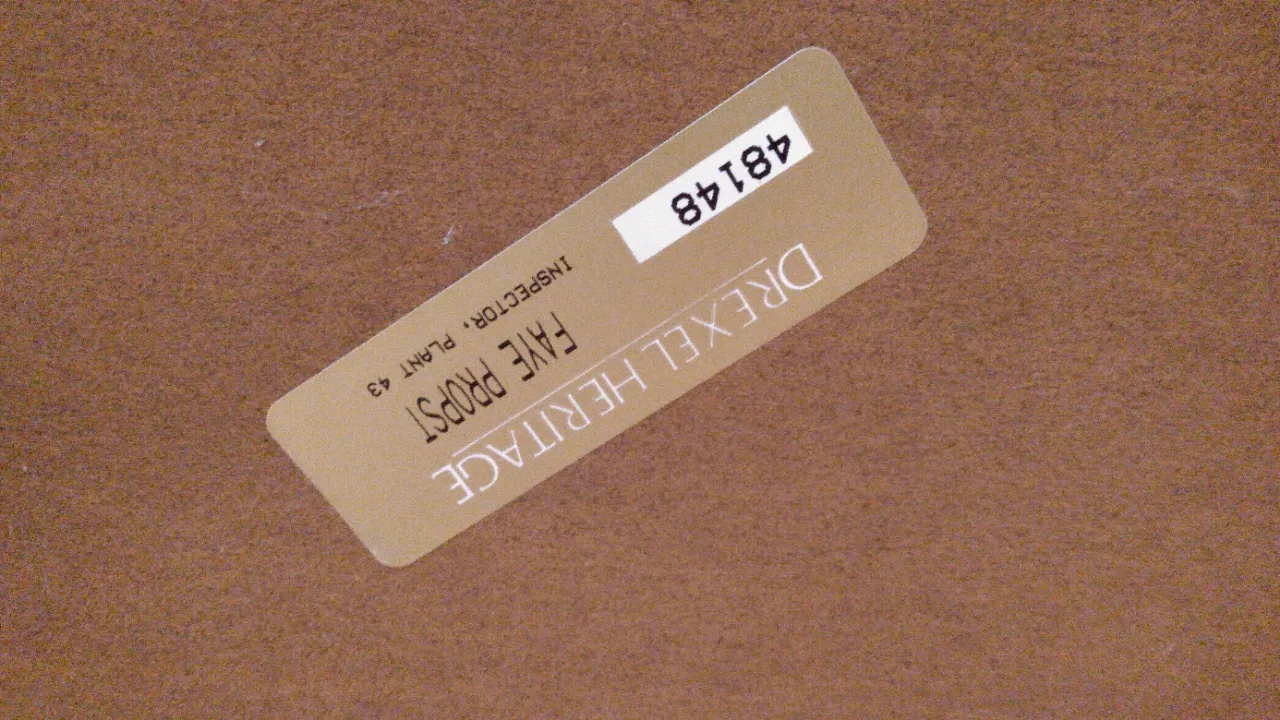 DREXEL HERITAGE
FAYE PROPST
INSPECTOR, PLANT 43
48148